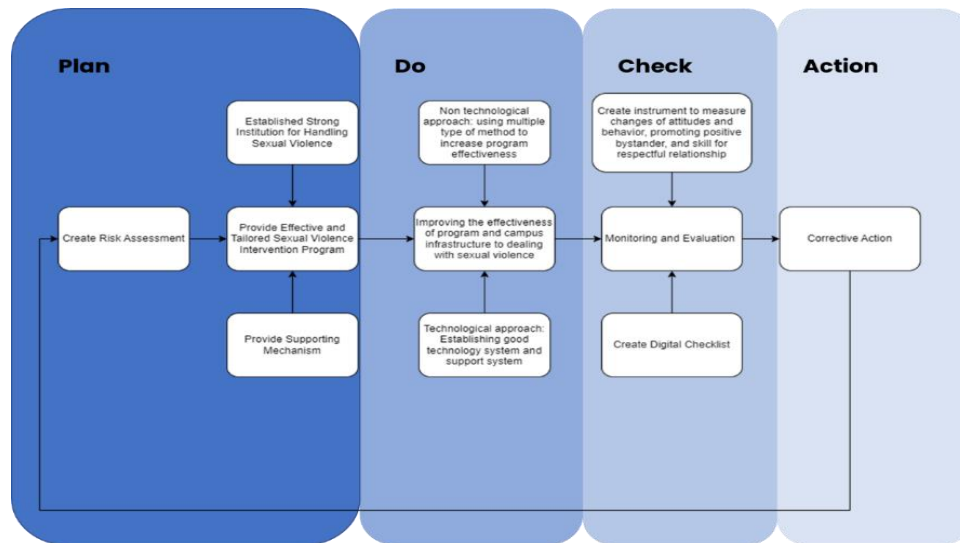 Plan
Do
Check
Action
Established Strong
Institution for Handling
Sexual Violence
Non technological
approach: using multiple
type of method to
increase program
effectiveness
Create instrument to measure
changes of attitudes and
behavior, promoting positive
bystander, and skill for
respectful relationship
Create Risk Assessment
Provide Effective and
Tailored Sexual Violence
Intervention Program
Improving the effectiveness
of program and campus
infrastructure to dealing
with sexual violence
Monitoring and Evaluation
Corrective Action
Provide Supporting
Mechanism
Technological approach:
Establishing good
technology system and
support system
Create Digital Checklist